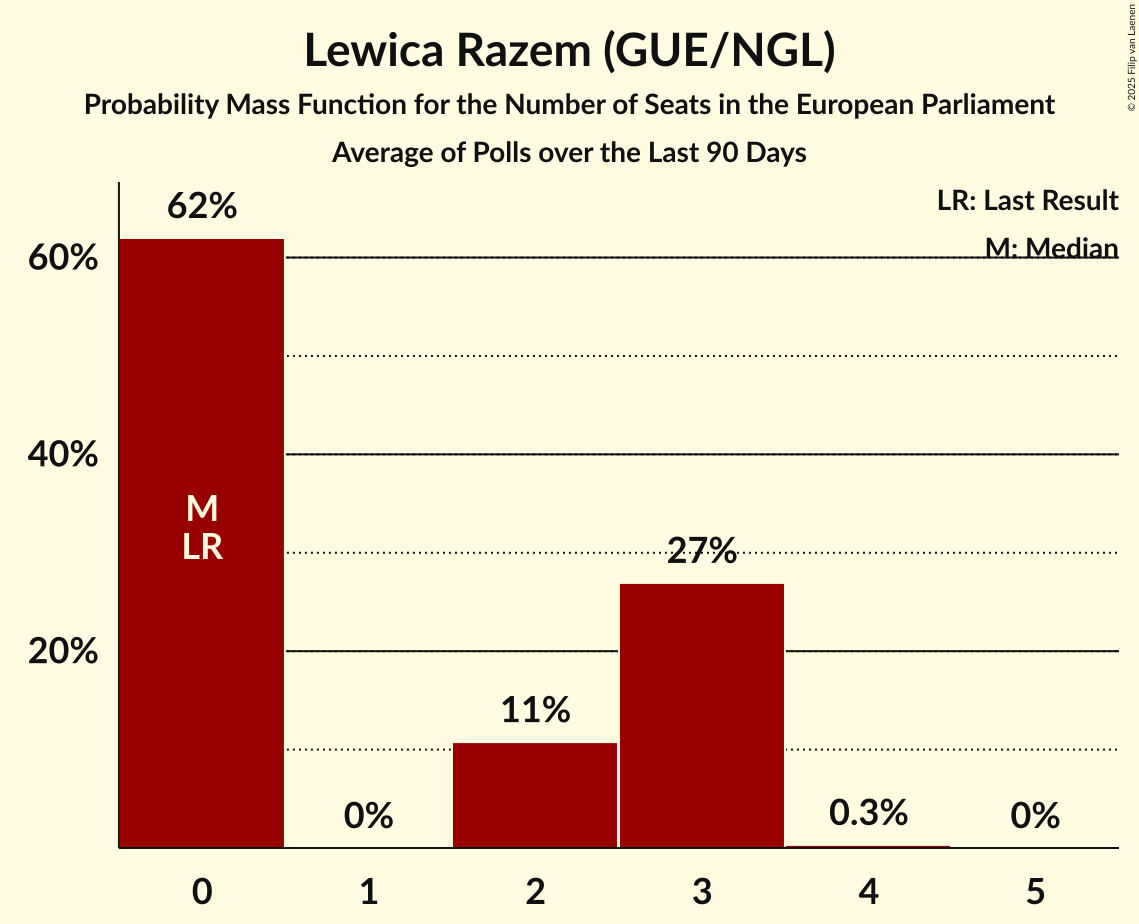 Lewica Razem (GUE/NGL)
Probability Mass Function for the Number of Seats in the European Parliament
Average of Polls over the Last 90 Days
© 2025 Filip van Laenen
LR: Last Result
M: Median
62%
60%
40%
20%
M
LR
0%
11%
27%
0.3%
0%
0 1 2 3 4 5